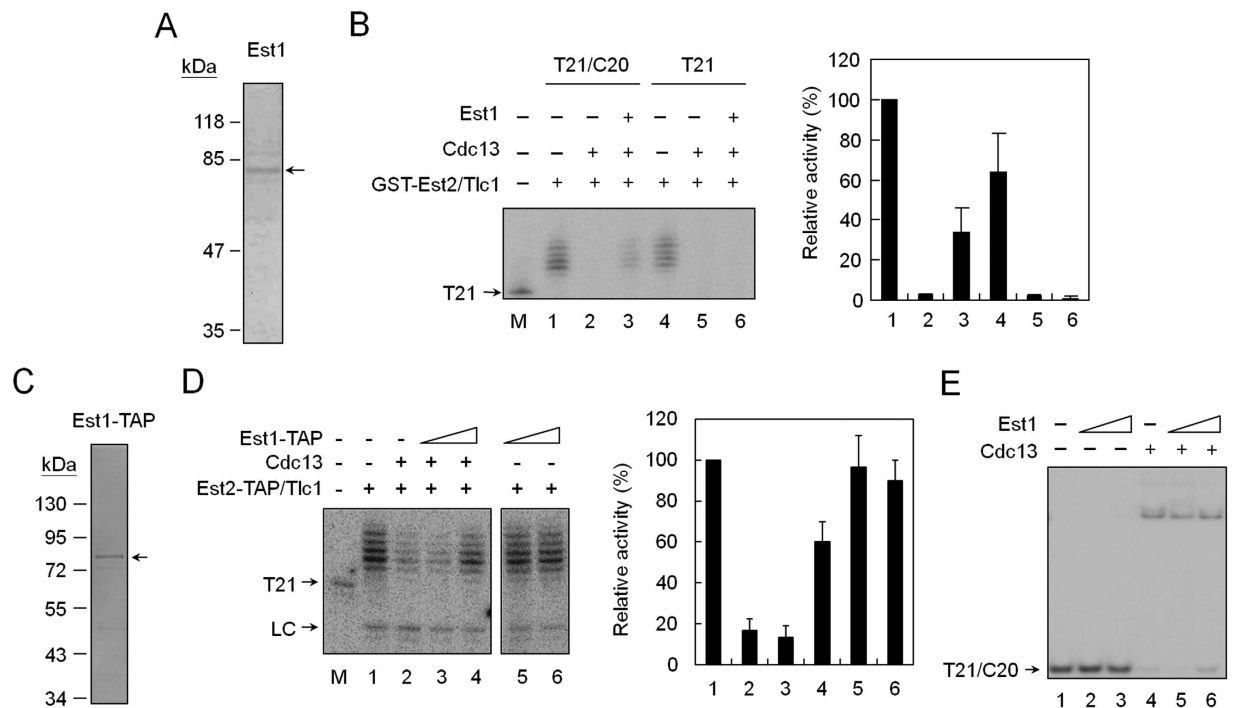 A
Est1
kDa
118
85
47
35
B
T21/C20 T21
Est1 – – – + – – +
Cdc13 – – + + – + +
GST-Est2/Tlc1 – + + + + + +
T21
M 1 2 3 4 5 6
Relative activity (%)
120
100
80
60
40
20
0
1 2 3 4 5 6
C
Est1-TAP
kDa
130
95
72
55
43
34
D
Est1-TAP - - -
Cdc13 - - + + + - -
Est2-TAP/Tlc1 - + + + + + +
T21
LC
M 1 2 3 4 5 6
Relative activity (%)
120
100
80
60
40
20
0
1 2 3 4 5 6
E
Est1 – –
Cdc13 – – – + + +
T21/C20
1 2 3 4 5 6